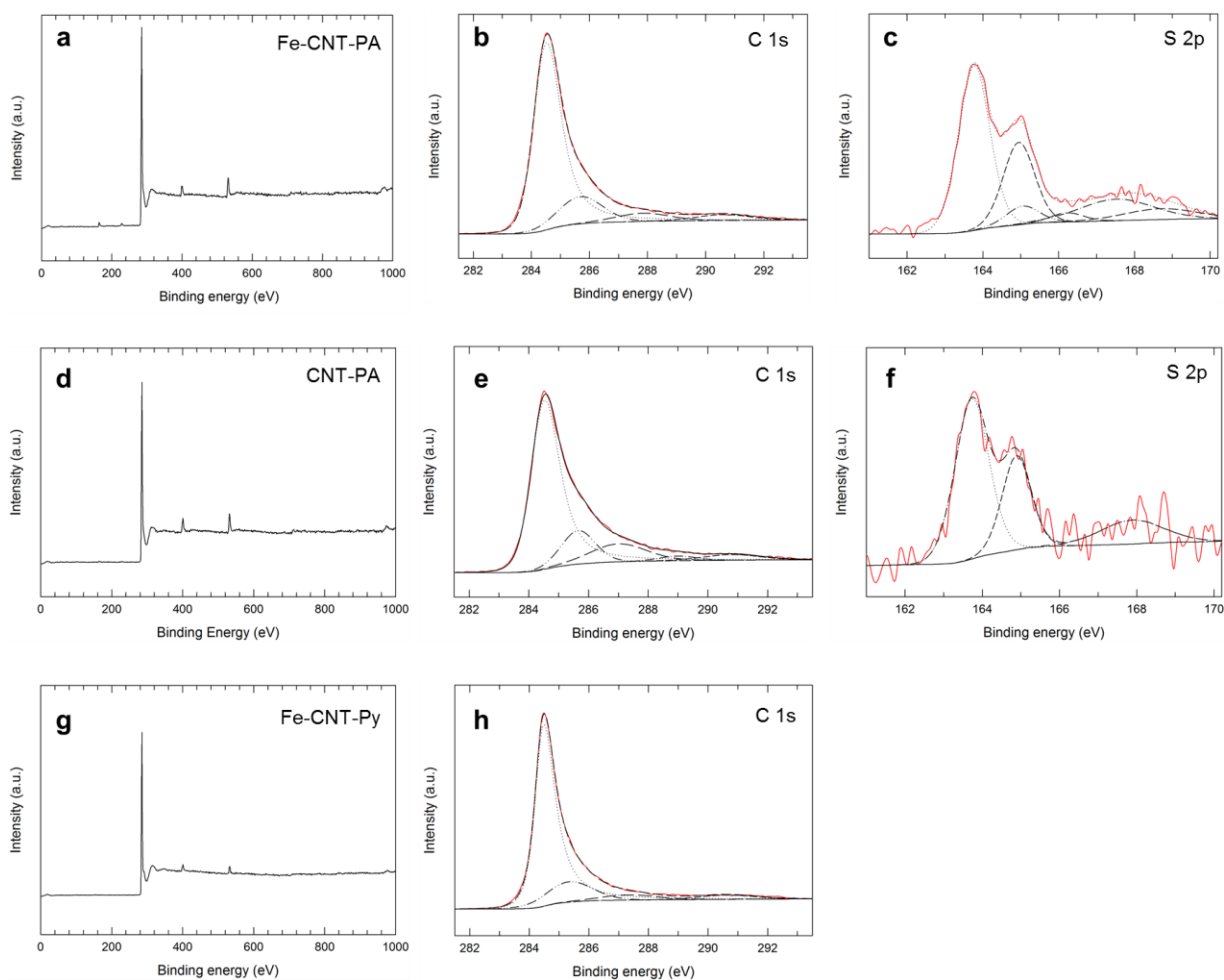 a
Fe-CNT-PA
Intensity (a.u.)
0 200 400 600 800 1000
Binding energy (eV)
b
C 1s
Intensity (a.u.)
282 284 286 288 290 292
Binding energy (eV)
c
S 2p
Intensity (a.u.)
162 164 166 168 170
Binding energy (eV)
d
CNT-PA
Intensity (a.u.)
0 200 400 600 800 1000
Binding Energy (eV)
e
C 1s
Intensity (a.u.)
282 284 286 288 290 292
Binding energy (eV)
f
S 2p
Intensity (a.u.)
162 164 166 168 170
Binding energy (eV)
g
Fe-CNT-Py
Intensity (a.u.)
0 200 400 600 800 1000
Binding energy (eV)
h
C 1s
Intensity (a.u.)
282 284 286 288 290 292
Binding energy (eV)